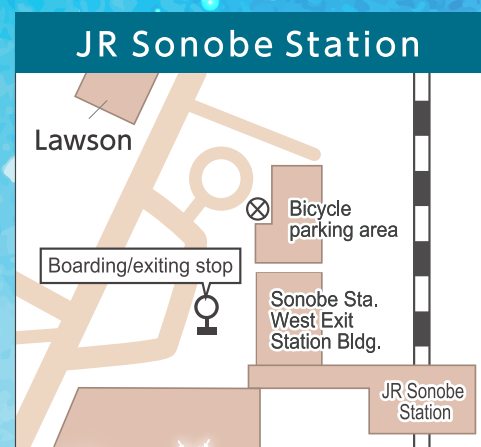 JR Sonobe Station
Lawson
Bicycle
parking area
Boarding/exiting stop
Sonobe Sta.
West Exit
Station Bldg.
JR Sonobe
Station